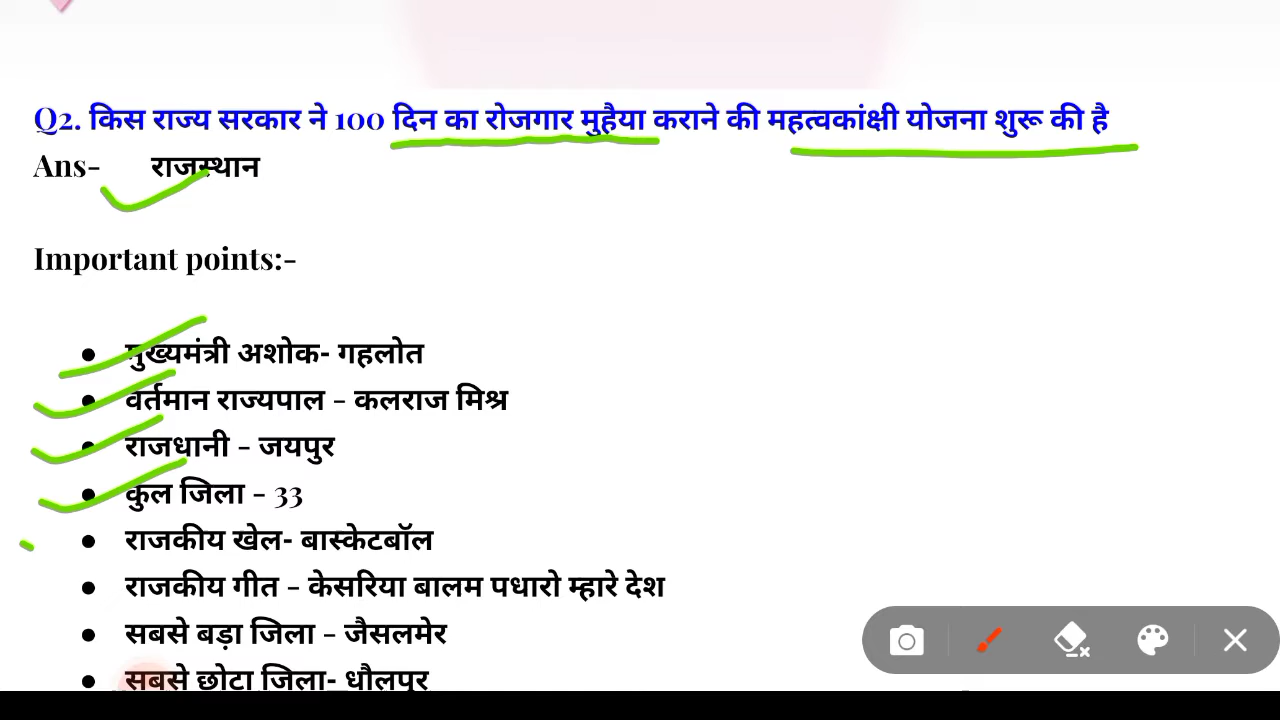 Q2. किस राज्य सरकार ने 100 दिन का रोजगार मुहैया कराने की महत्वकांक्षी योजना शुरू की है
Ans- राजस्थान
Important points:-
● मुख्यमंत्री अशोक- गहलोत
● वर्तमान राज्यपाल - कलराज मिश्र
● राजधानी - जयपुर
● कुल जिला - 33
● राजकीय खेल- बास्केटबॉल
● राजकीय गीत - केसरिया बालम पधारो म्हारे देश
● सबसे बड़ा जिला - जैसलमेर
● सबसे छोटा जिला- धौलपुर